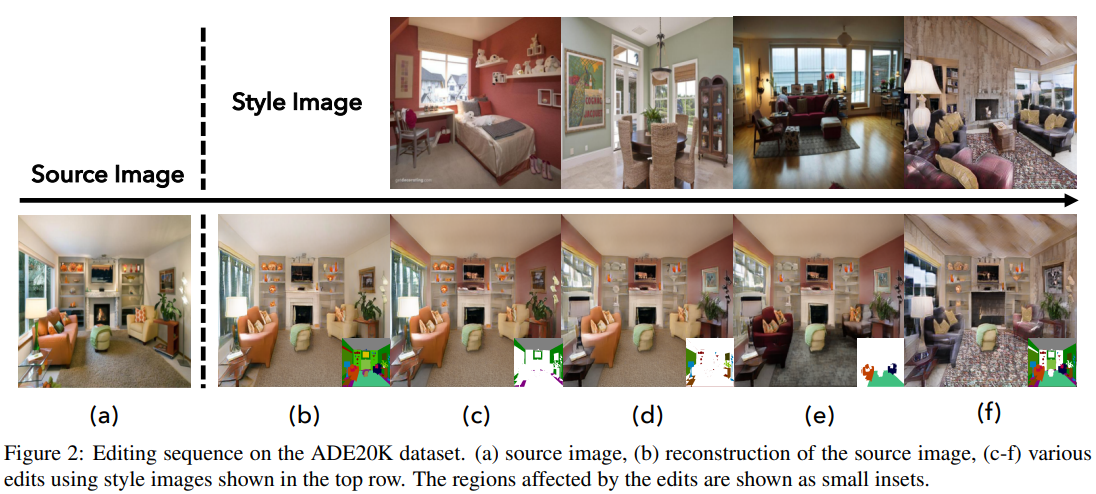 Style Image
Source Image
(a)
(b)
(c)
(d)
(e)
(f)
Figure 2: Editing sequence on the ADE20K dataset. (a) source image, (b) reconstruction of the source image, (c-f) various
edits using style images shown in the top row. The regions affected by the edits are shown as small insets.